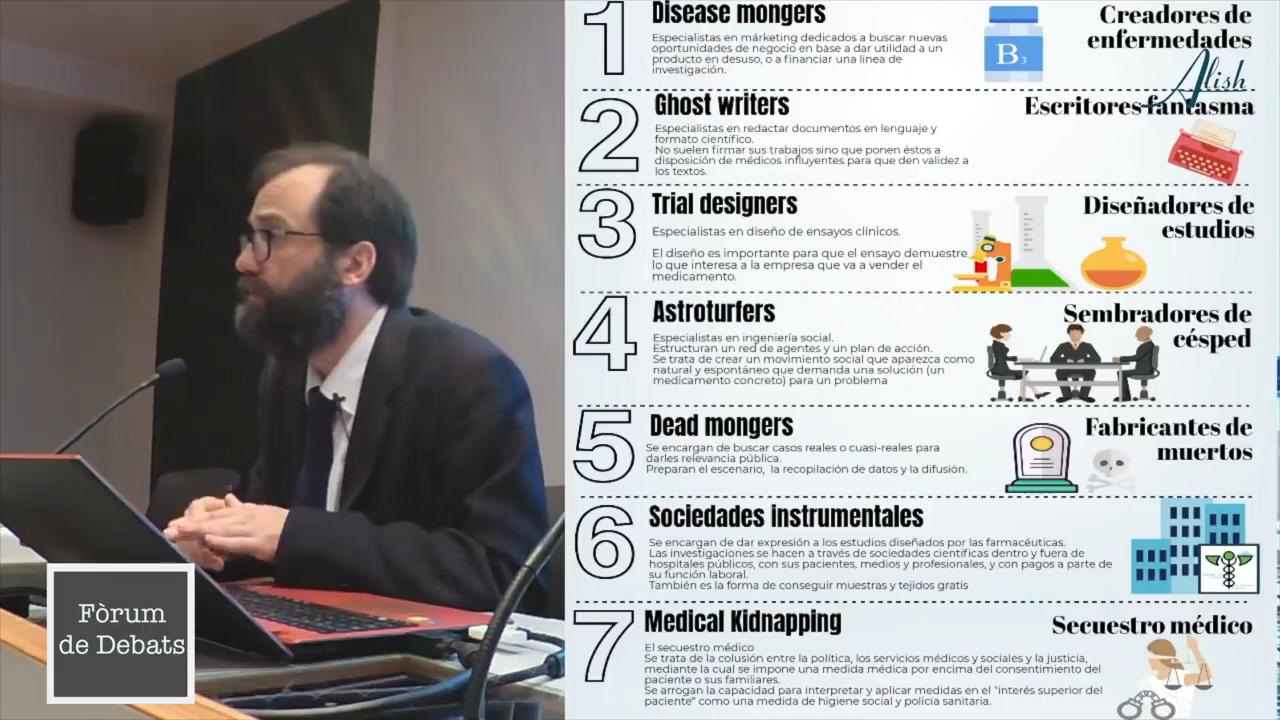 1
Disease mongers
Especialistas en márketing dedicados a buscar nuevas
oportunidades de negocio en base a dar utilidad a un
producto en desuso, o a financiar una línea de
investigación.
B3
Creadores de
enfermedades
Alish
2
Ghost writers
Especialistas en redactar documentos en lenguaje y
formato científico.
No suelen firmar sus trabajos sino que ponen éstos a
disposición de médicos influyentes para que den validez a
los textos.
Escritores fantasma
3
Trial designers
Especialistas en diseño de ensayos clínicos.
El diseño es importante para que el ensayo demuestre
lo que interesa a la empresa que va a vender el
medicamento.
Diseñadores de
estudios
4
Astroturfers
Especialistas en ingeniería social.
Estructuran un red de agentes y un plan de acción.
Se trata de crear un movimiento social que aparezca como
natural y espontáneo que demanda una solución (un
medicamento concreto) para un problema
Sembradores de
césped
5
Dead mongers
Se encargan de buscar casos reales o cuasi-reales para
darles relevancia pública.
Preparan el escenario, la recopilación de datos y la difusión.
Fabricantes de
muertos
6
Sociedades instrumentales
Se encargan de dar expresión a los estudios diseñados por las farmacéuticas.
Las investigaciones se hacen a través de sociedades científicas dentro y fuera de
hospitales públicos, con sus pacientes, medios y profesionales, y con pagos a parte de
su función laboral.
También es la forma de conseguir muestras y tejidos gratis
7
Medical Kidnapping
El secuestro médico
Se trata de la colusión entre la política, los servicios médicos y sociales y la justicia,
mediante la cual se impone una medida médica por encima del consentimiento del
paciente o sus familiares.
Se arrogan la capacidad para interpretar y aplicar medidas en el "interés superior del
paciente" como una medida de higiene social y policía sanitaria.
Secuestro médico
Fòrum
de Debats